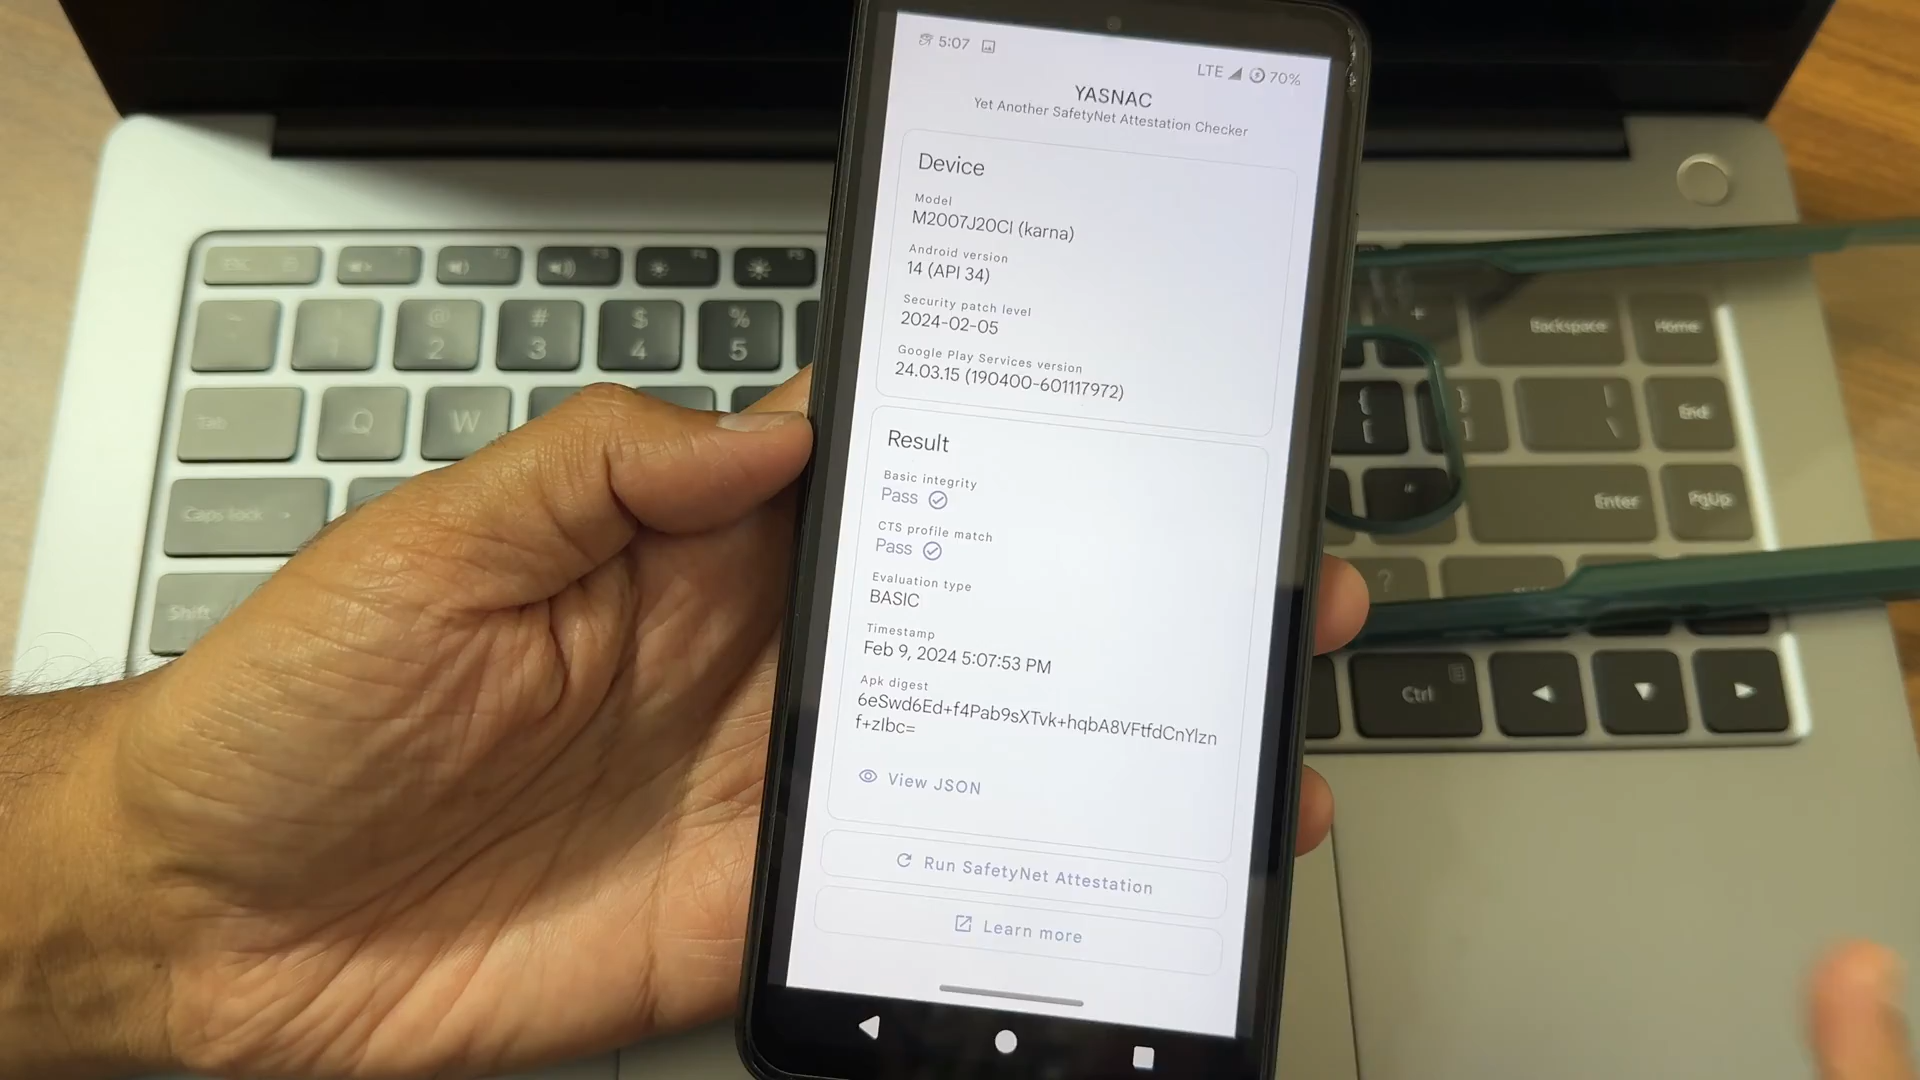 5:07
LTE 70%
YASNAC
Yet Another SafetyNet Attestation Checker
Device
Model
M2007J20CI (karna)
Android version
14 (API 34)
Security patch level
2024-02-05
Google Play Services version
24.03.15 (190400-601117972)
Result
Basic integrity
Pass
CTS profile match
Pass
Evaluation type
BASIC
Timestamp
Feb 9, 2024 5:07:53 PM
Apk digest
6eSwd6Ed+f4Pab9sXTvk+hqbA8VFtfdCnYlzn
f+zIbc=
View JSON
Run SafetyNet Attestation
Learn more
@ # $ %
2 3 4 5
Tab Q W
Caps lock
Shift
Backspace Home
End
Enter PgUp
Ctrl